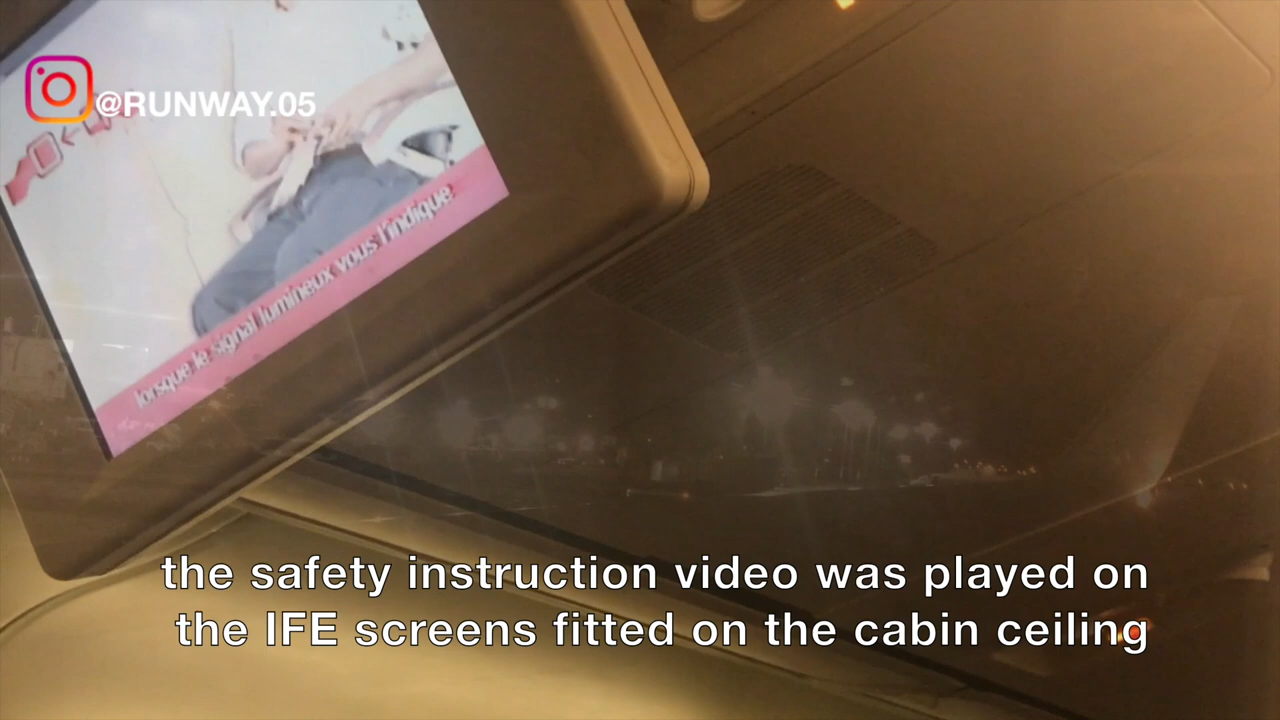 @RUNWAY.05
lorsque le signal lumineux vous l'indique
the safety instruction video was played on
the IFE screens fitted on the cabin ceiling